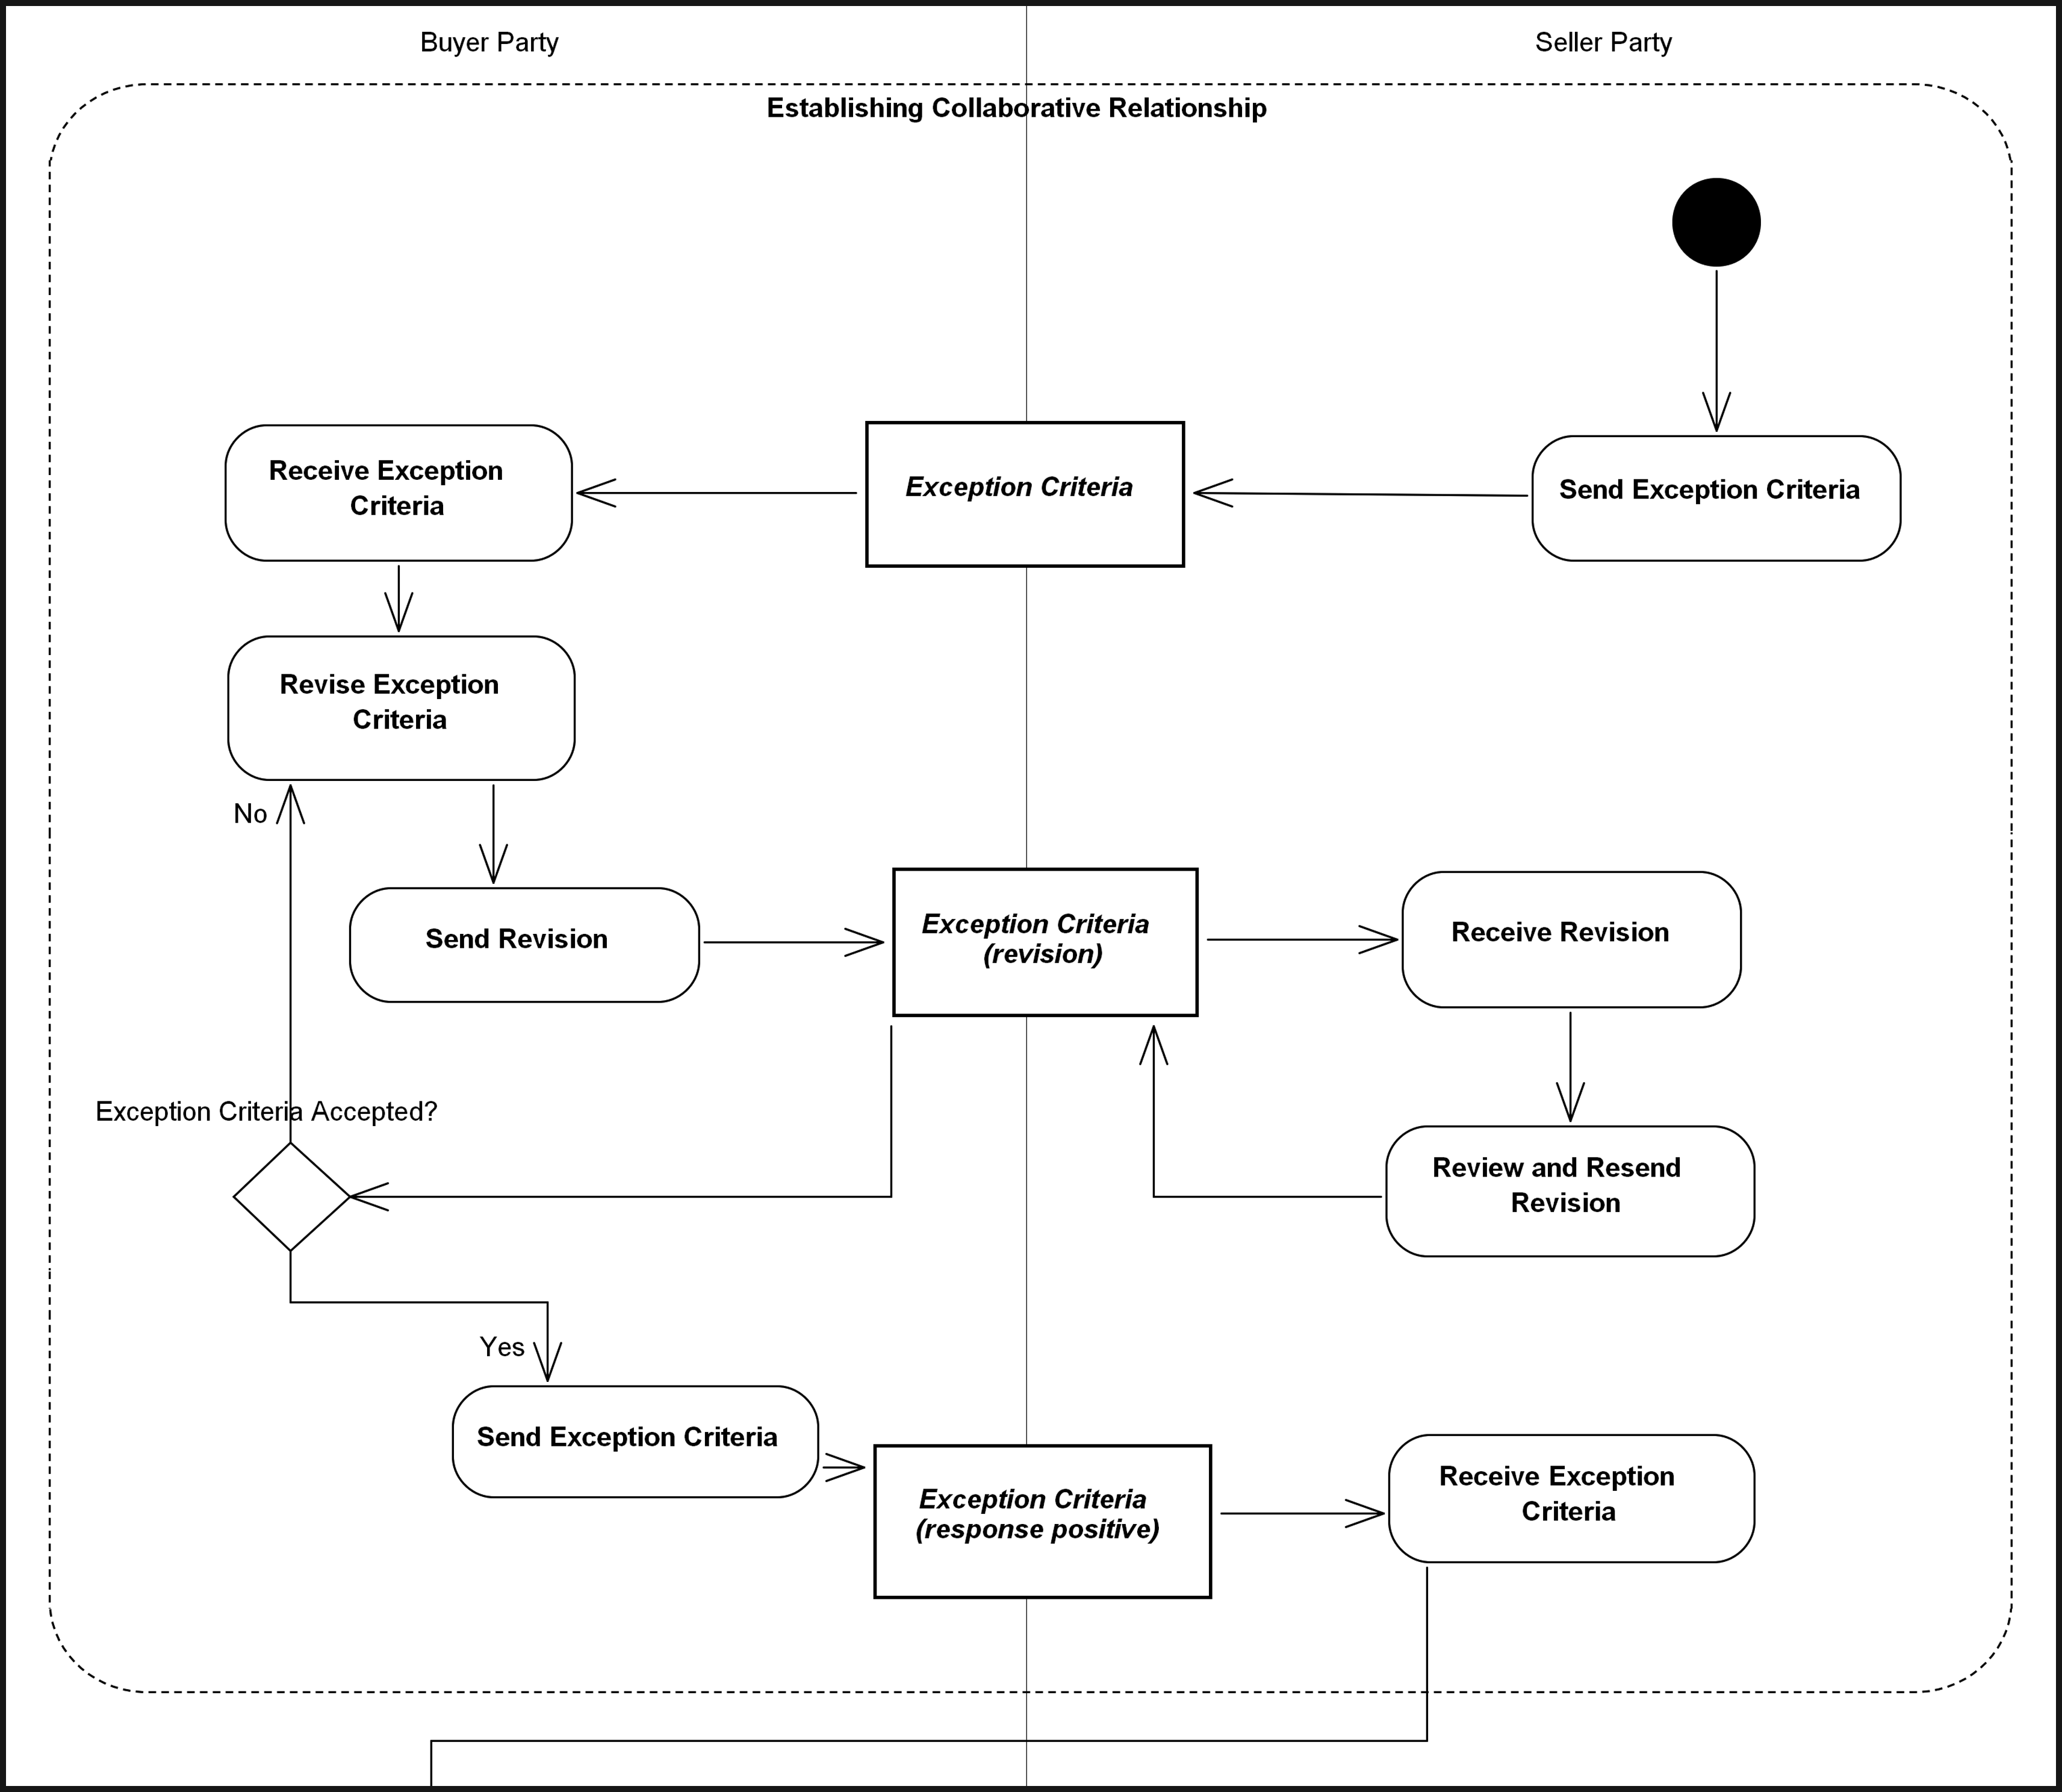 Buyer Party
Seller Party
Establishing Collaborative Relationship
Receive Exception
Criteria
Exception Criteria
Send Exception Criteria
Revise Exception
Criteria
No
Send Revision
Exception Criteria
(revision)
Receive Revision
Exception Criteria Accepted?
Review and Resend
Revision
Yes
Send Exception Criteria
Exception Criteria
(response positive)
Receive Exception
Criteria